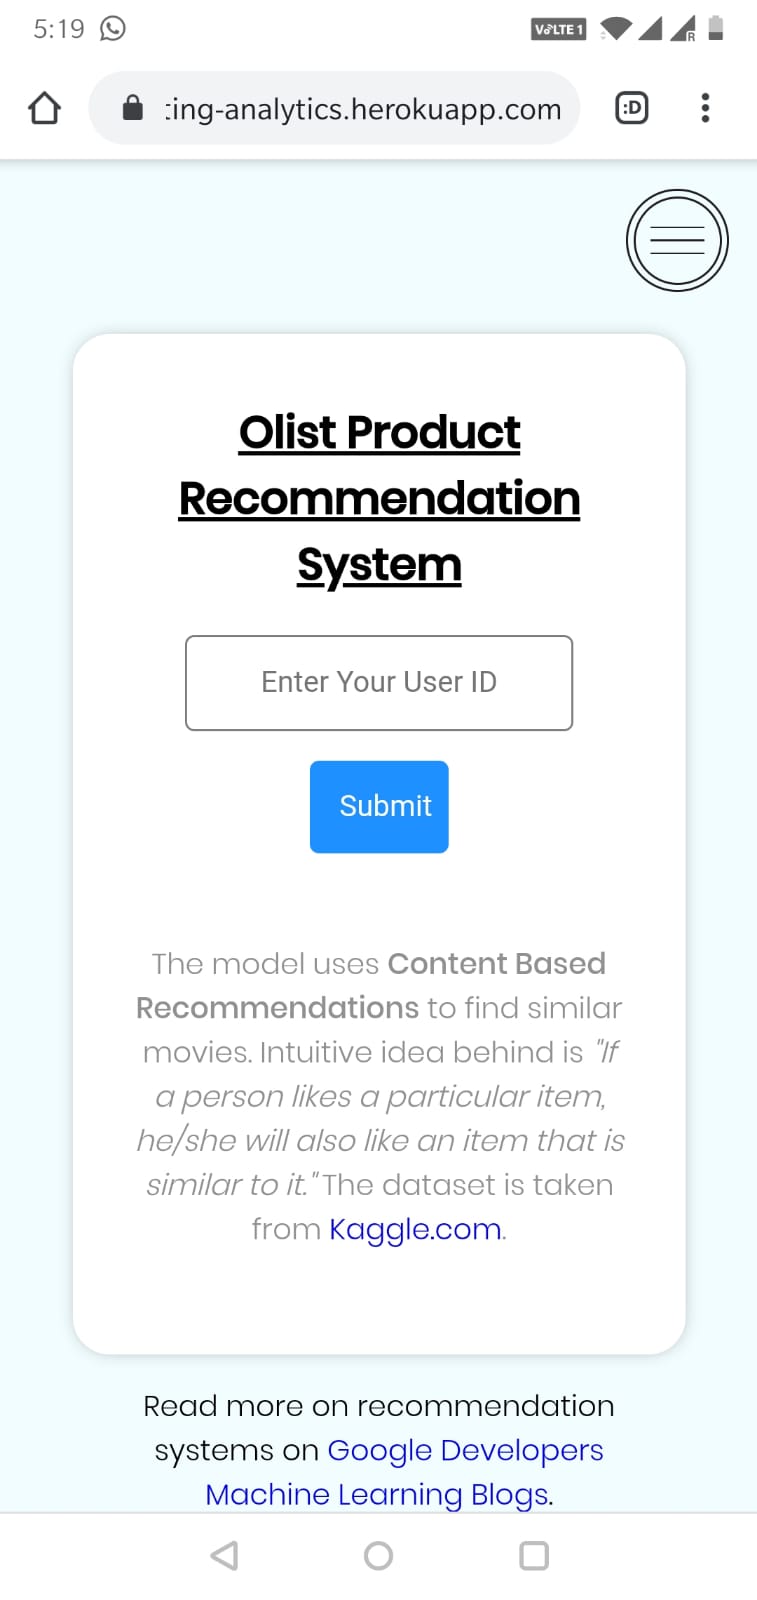 5:19
VoLTE 1
R
:ing-analytics.herokuapp.com
:D
Olist Product
Recommendation
System
Enter Your User ID
Submit
The model uses Content Based
Recommendations to find similar
movies. Intuitive idea behind is "If
a person likes a particular item,
he/she will also like an item that is
similar to it." The dataset is taken
from Kaggle.com.
Read more on recommendation
systems on Google Developers
Machine Learning Blogs.